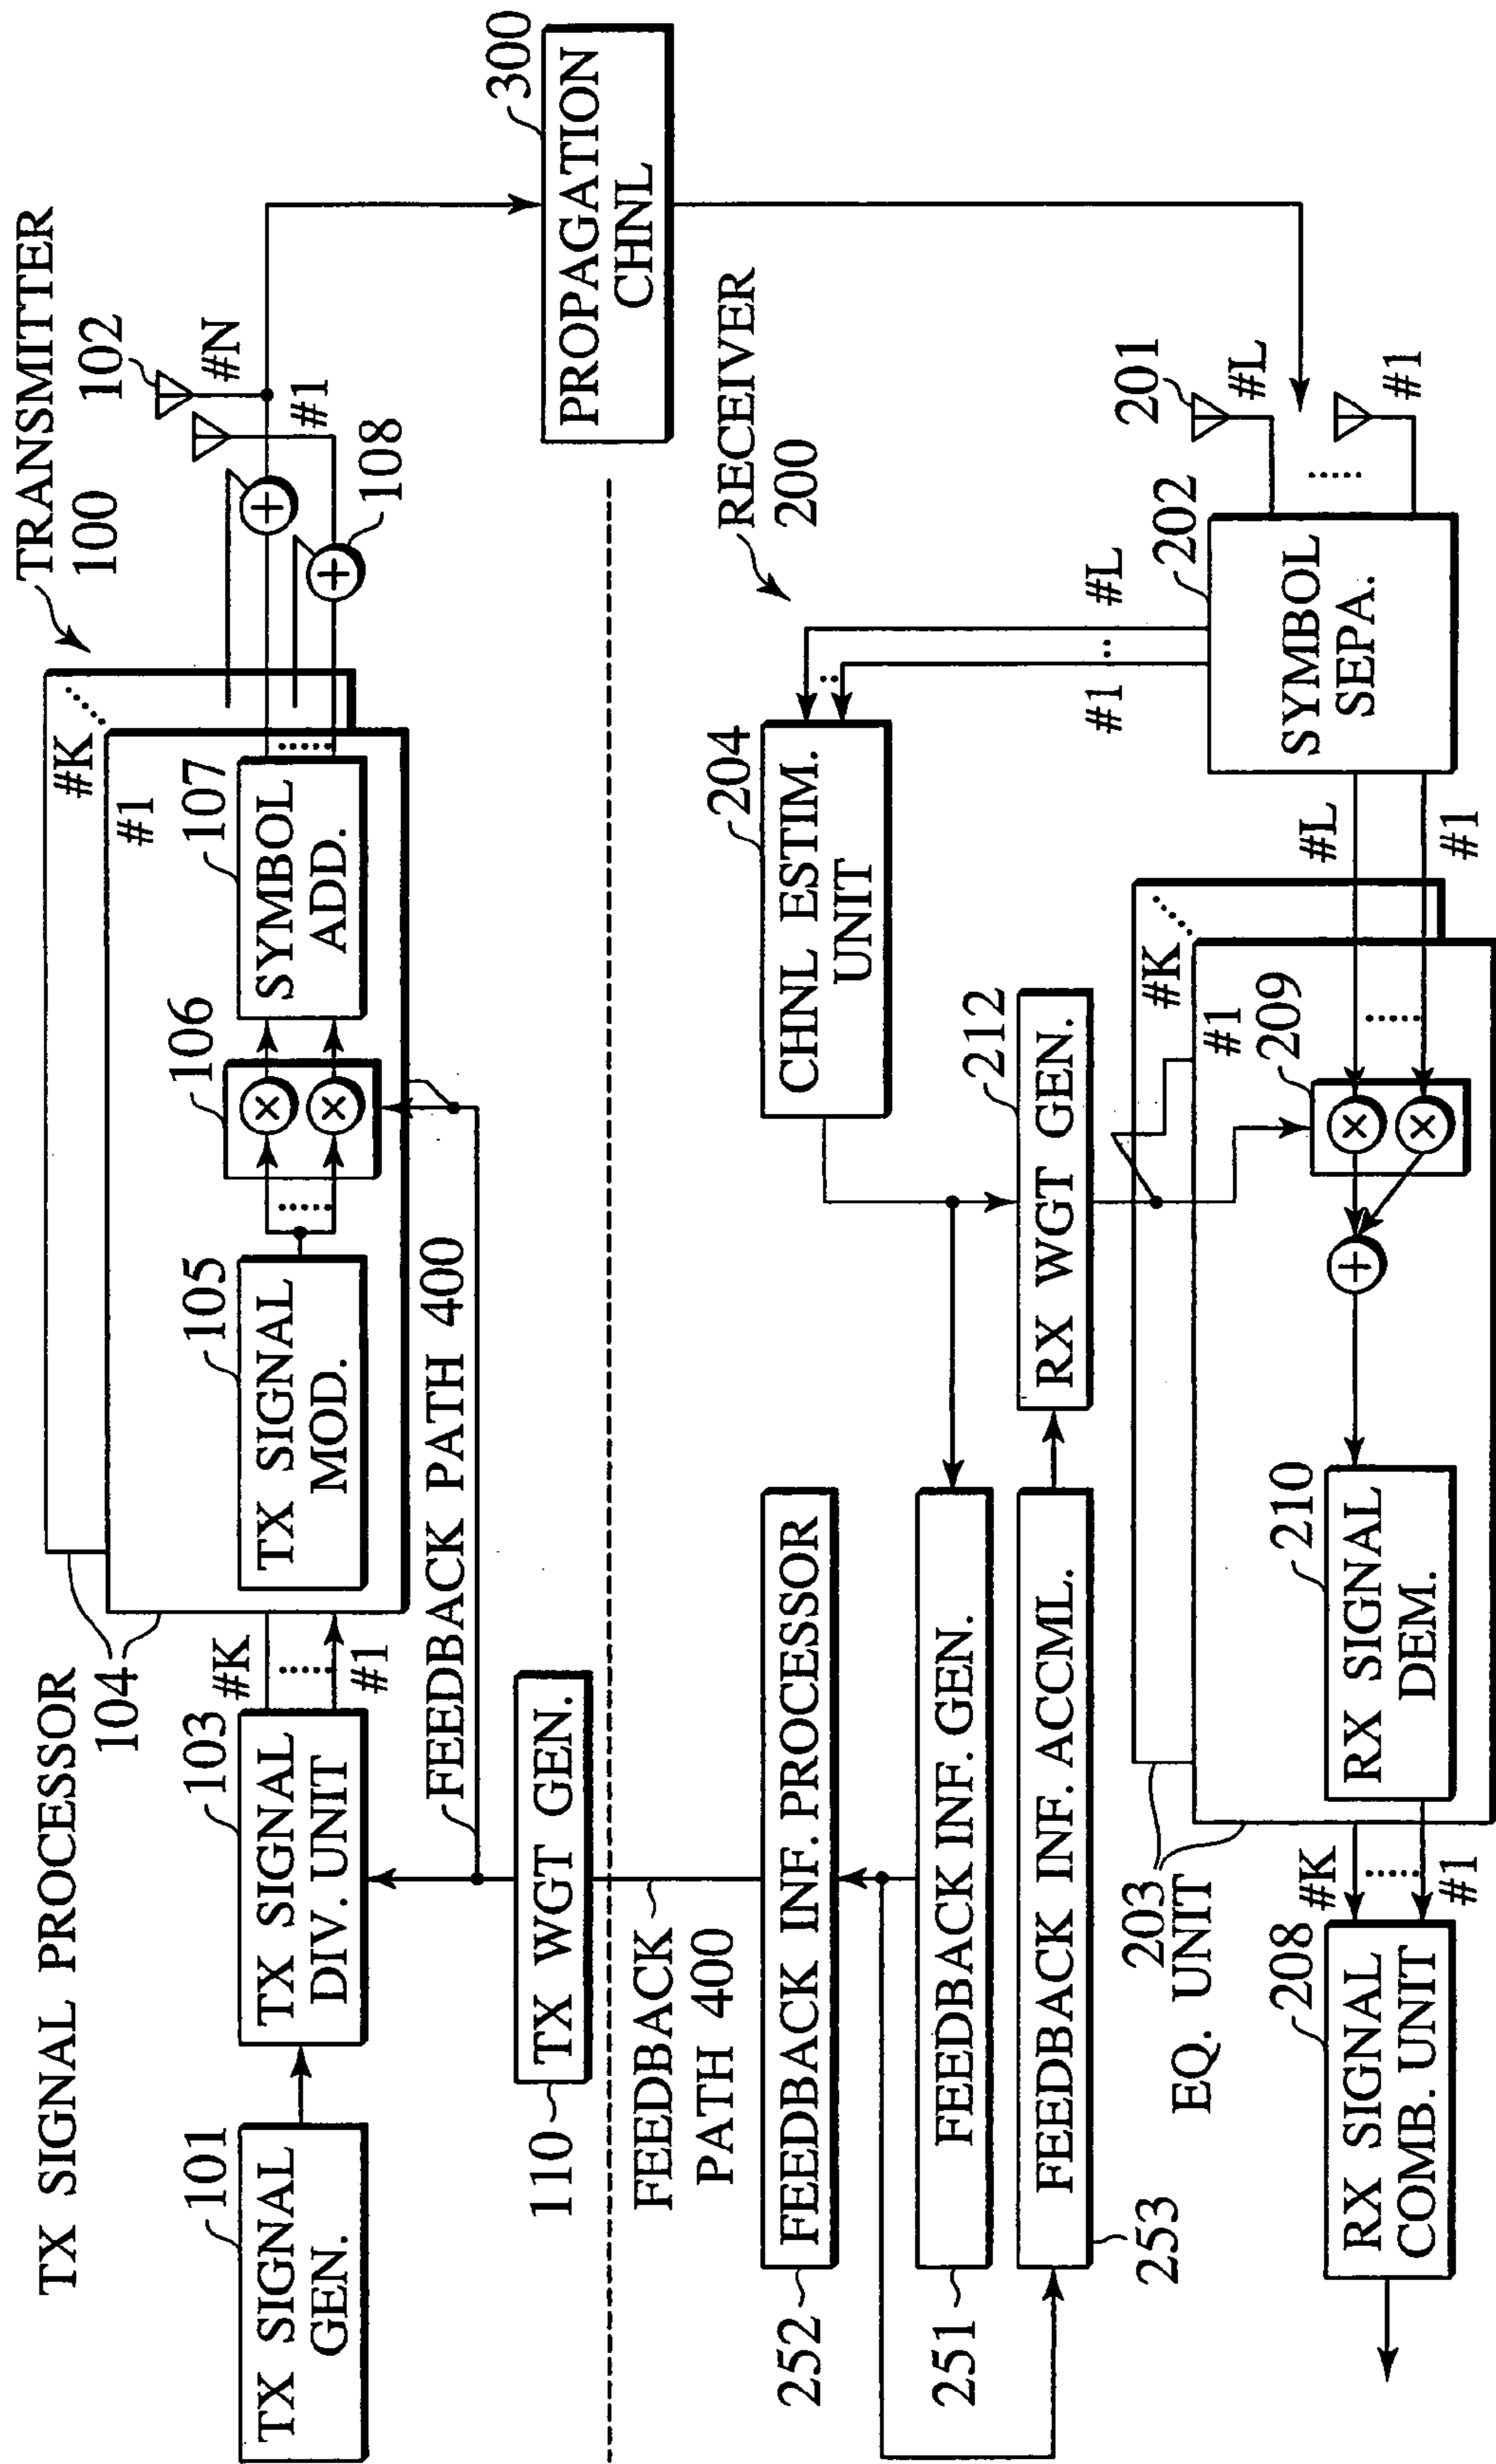 TX SIGNAL PROCESSOR
104
TRANSMITTER
100
101
TX SIGNAL
GEN.
103
TX SIGNAL
DIV. UNIT
#K
#1
#K
#1
105
TX SIGNAL
MOD.
106
107
SYMBOL
ADD.
102
#N
#1
108
FEEDBACK PATH 400
110
TX WGT GEN.
300
PROPAGATION
CHNL
FEEDBACK
PATH 400
RECEIVER
200
252
FEEDBACK INF. PROCESSOR
251
FEEDBACK INF. GEN.
253
FEEDBACK INF. ACCML.
204
CHNL ESTIM.
UNIT
212
RX WGT GEN.
#1
#L
201
#L
#1
202
SYMBOL
SEPA.
#L
#1
203
EQ. UNIT
#K
#1
209
210
RX SIGNAL
DEM.
#K
#1
208
RX SIGNAL
COMB. UNIT